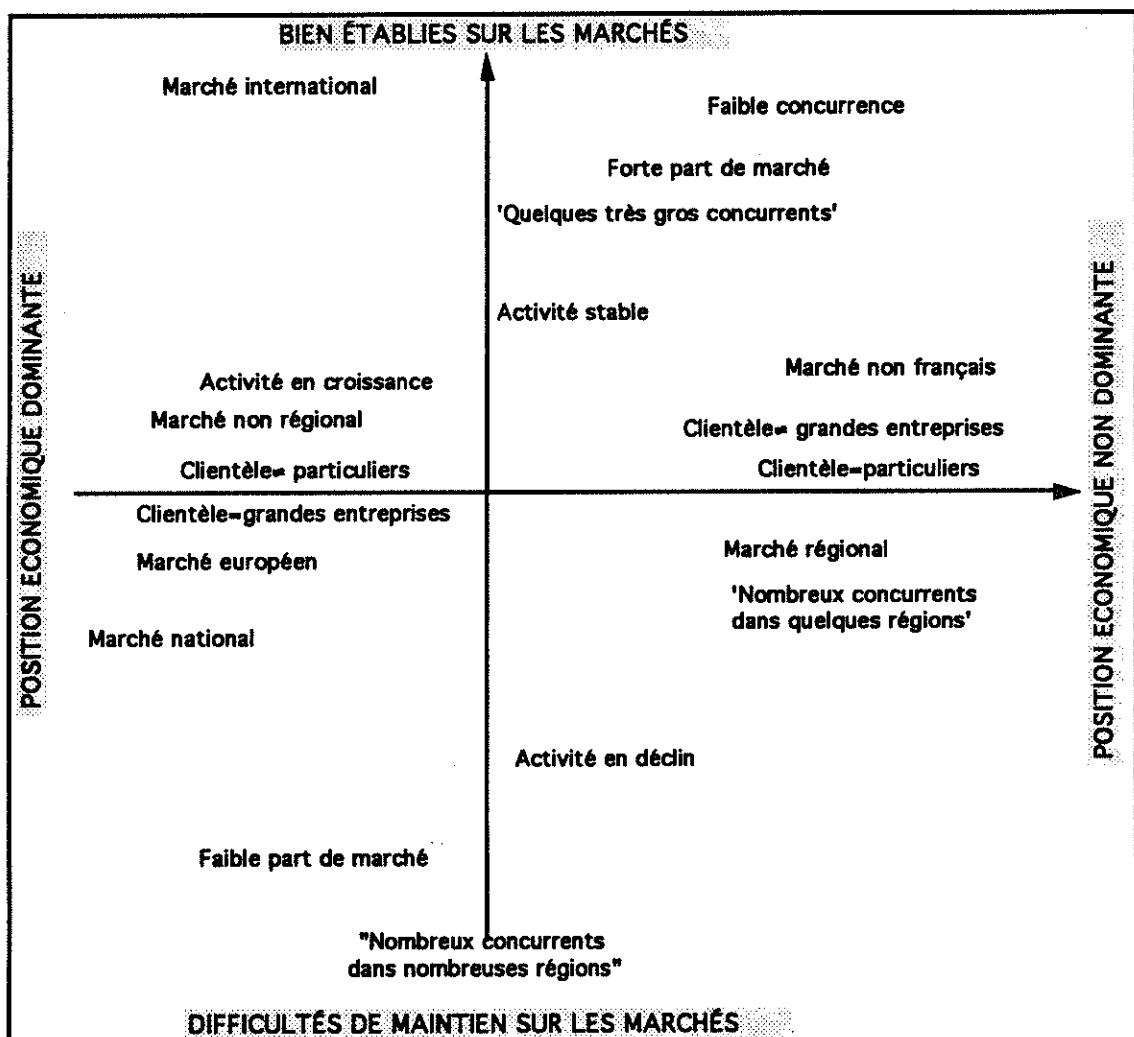 BIEN ÉTABLIES SUR LES MARCHÉS
Marché international
Faible concurrence
Forte part de marché
'Quelques très gros concurrents'
Activité stable
Marché non français
Activité en croissance
Marché non régional
Clientèle≠ grandes entreprises
Clientèle≠ particuliers
Clientèle=particuliers
POSITION ECONOMIQUE DOMINANTE
POSITION ECONOMIQUE NON DOMINANTE
Clientèle=grandes entreprises
Marché européen
Marché régional
'Nombreux concurrents
dans quelques régions'
Marché national
Activité en déclin
Faible part de marché
"Nombreux concurrents
dans nombreuses régions"
DIFFICULTÉS DE MAINTIEN SUR LES MARCHÉS